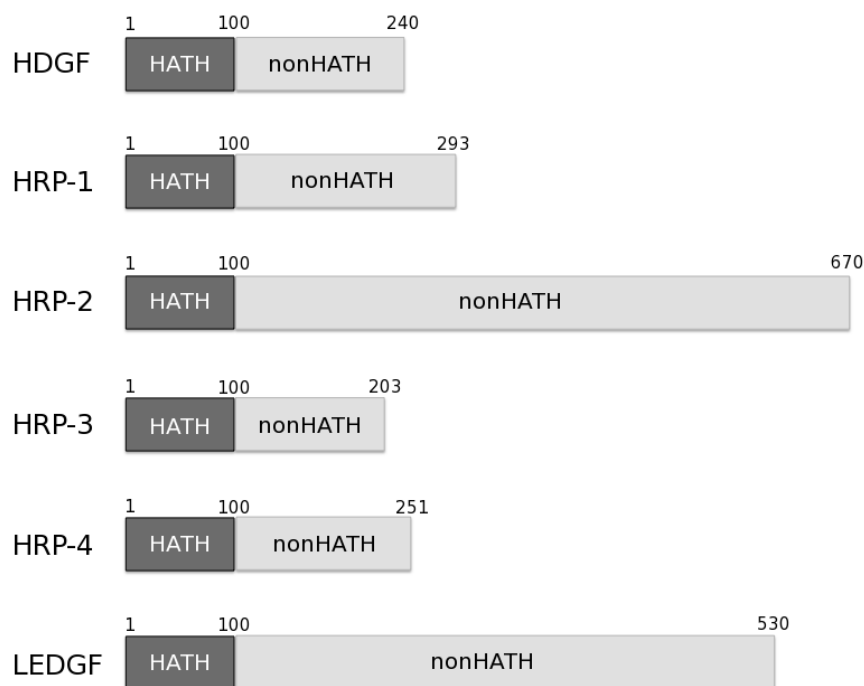 1 100 240
HDGF HATH nonHATH
1 100 293
HRP-1 HATH nonHATH
1 100 670
HRP-2 HATH nonHATH
1 100 203
HRP-3 HATH nonHATH
1 100 251
HRP-4 HATH nonHATH
1 100 530
LEDGF HATH nonHATH